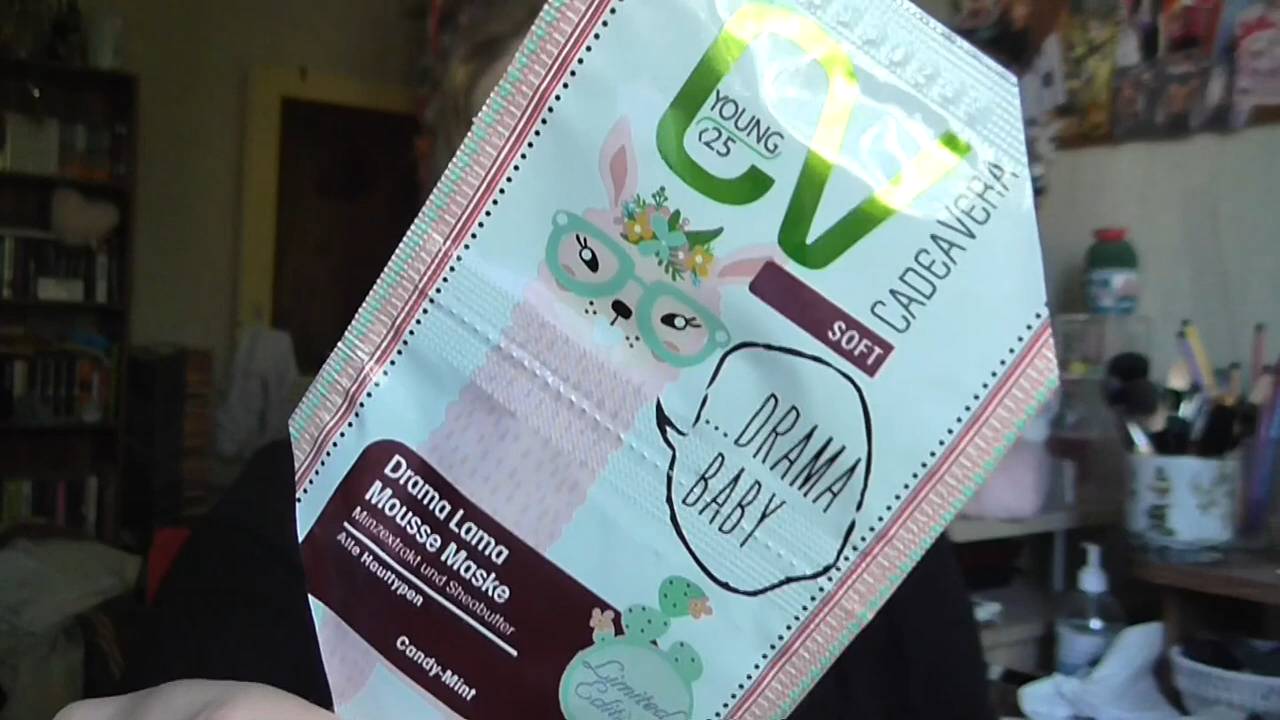 CV
YOUNG
<25
CADEAVERA
SOFT
DRAMA
BABY
Drama Lama
Mousse Maske
Minzextrakt und Sheabutter
Alle Hauttypen
Candy-Mint
Limited